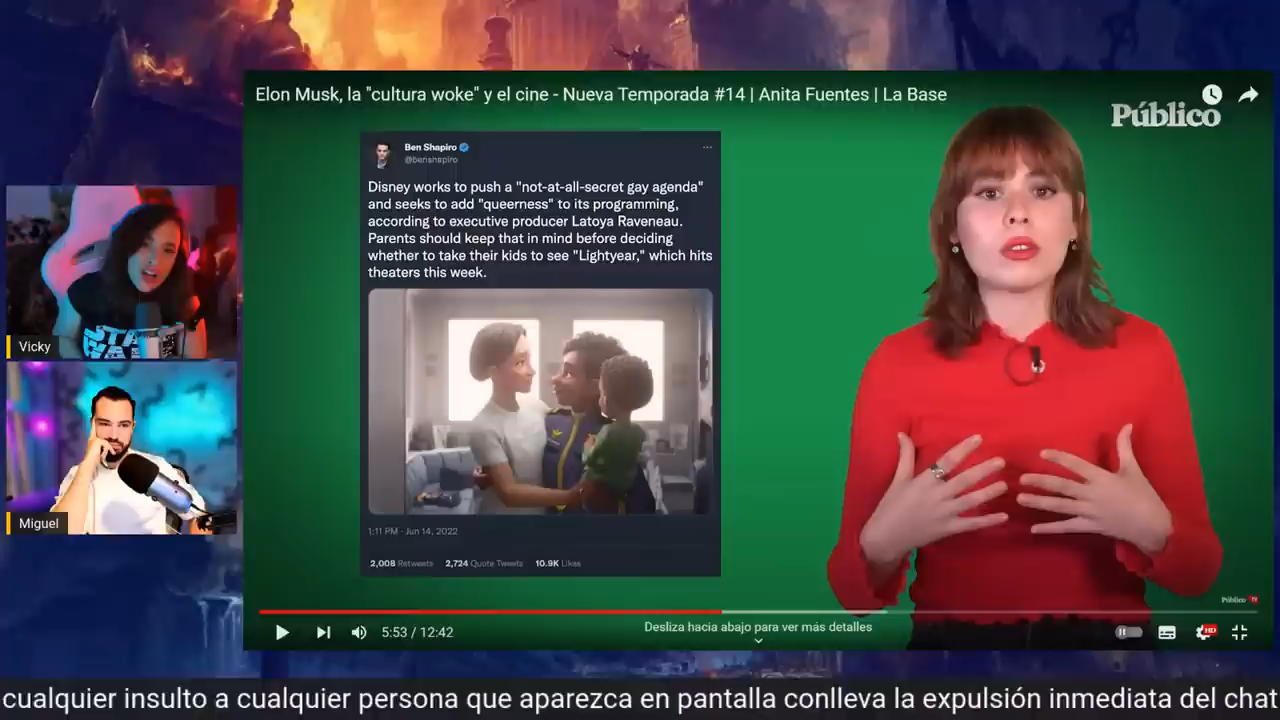 Elon Musk, la "cultura woke" y el cine - Nueva Temporada #14 | Anita Fuentes | La Base
Público
Ben Shapiro
@benshapiro
Disney works to push a "not-at-all-secret gay agenda"
and seeks to add "queerness" to its programming,
according to executive producer Latoya Raveneau.
Parents should keep that in mind before deciding
whether to take their kids to see "Lightyear," which hits
theaters this week.
1:11 PM · Jun 14, 2022
2,008 Retweets 2,724 Quote Tweets 10.9K Likes
STAR
WARS
Vicky
Miguel
Público TV
5:53 / 12:42
Desliza hacia abajo para ver más detalles
HD
cualquier insulto a cualquier persona que aparezca en pantalla conlleva la expulsión inmediata del chat